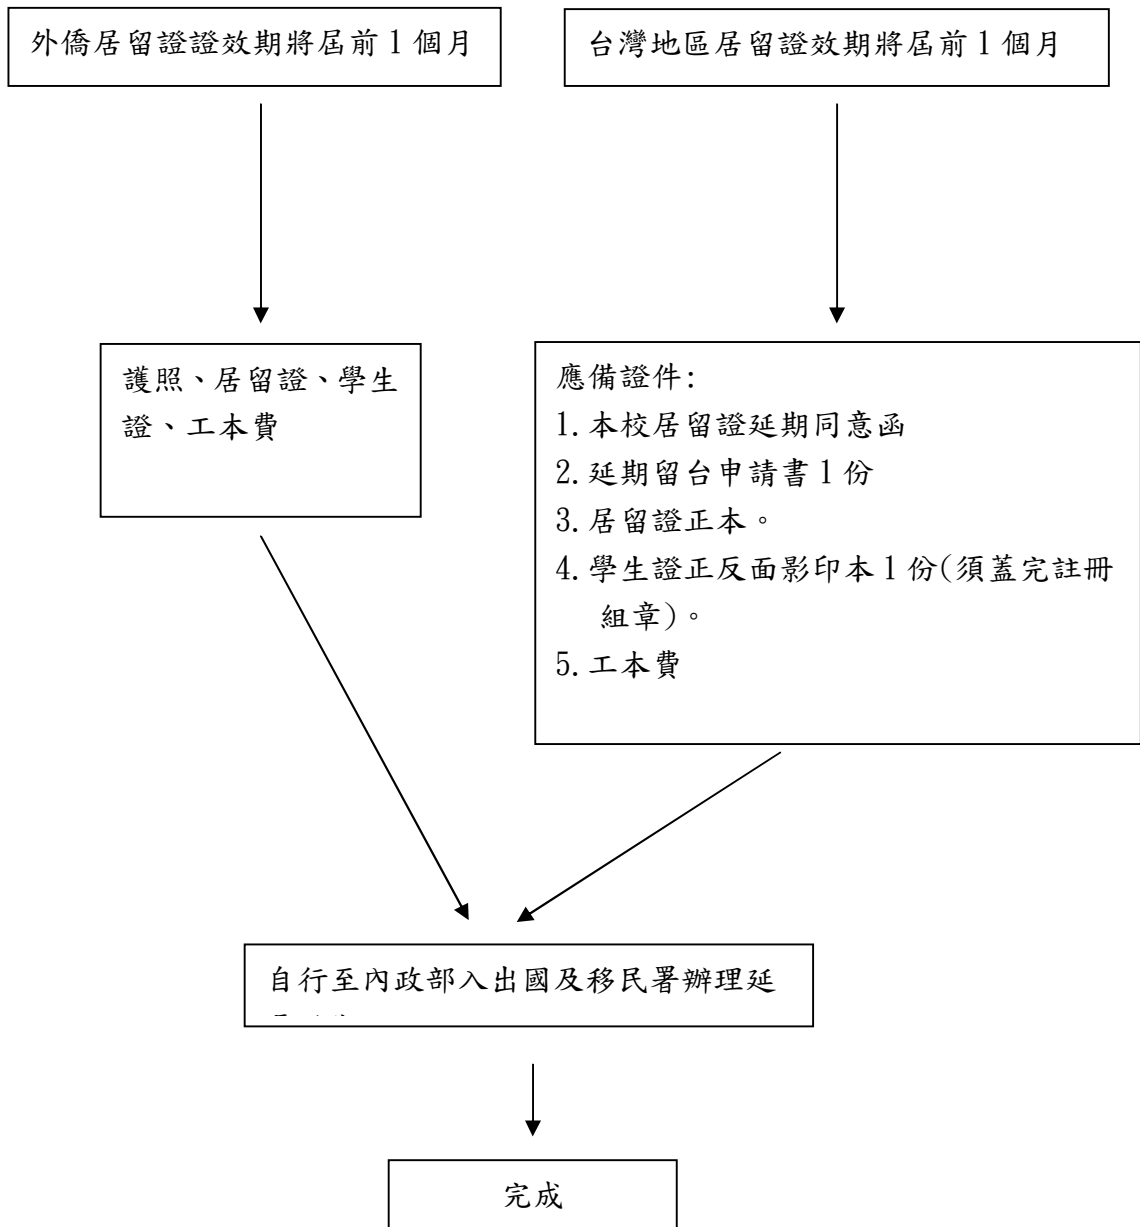 外僑居留證證效期將屆前 1 個月
台灣地區居留證效期將屆前 1 個月
護照、居留證、學生
證、工本費
應備證件:
1.本校居留證延期同意函
2.延期留台申請書 1 份
3.居留證正本。
4.學生證正反面影印本 1 份(須蓋完註冊
組章)。
5.工本費
自行至內政部入出國及移民署辦理延
完成